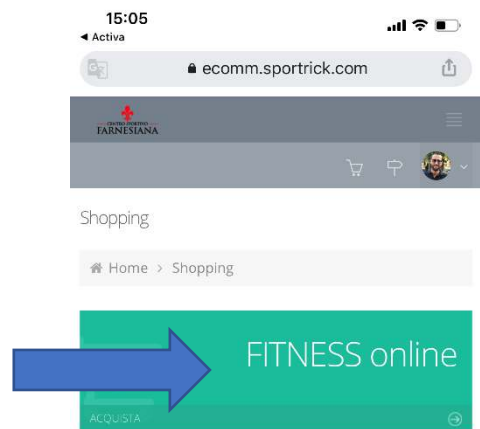 15:05
◀ Activa
ecomm.sportrick.com
CENTRO SPORTIVO
FARNESIANA
Shopping
Home > Shopping
FITNESS online
ACQUISTA